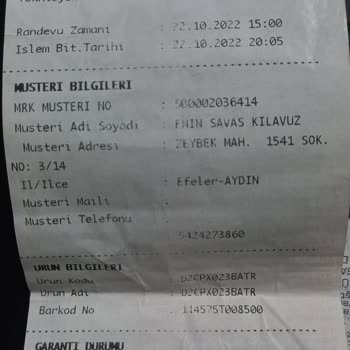 Randevu Zamani : 22.10.2022 15:00
Islem Bit.Tarihi : 22.10.2022 20:05
MUSTERI BILGILERI
MRK MUSTERI NO : 500002036414
Musteri Adi Soyadi : EMIN SAVAS KILAVUZ
Musteri Adresi : ZEYBEK MAH. 1541 SOK.
NO: 3/14
Il/Ilce : Efeler-AYDIN
Musteri Maili :
Musteri Telefonu :
5424273860
URUN BILGILERI
Urun Kodu : D2CPX023BATR
Urun Adi : D2CPX023BATR
Barkod No : 114575T008500
GARANTI DURUMU